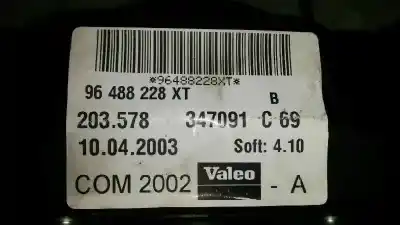 *96488228XT*
96 488 228 XT B
203.578 347091 C 69
10.04.2003 Soft: 4.10
COM 2002 Valeo - A